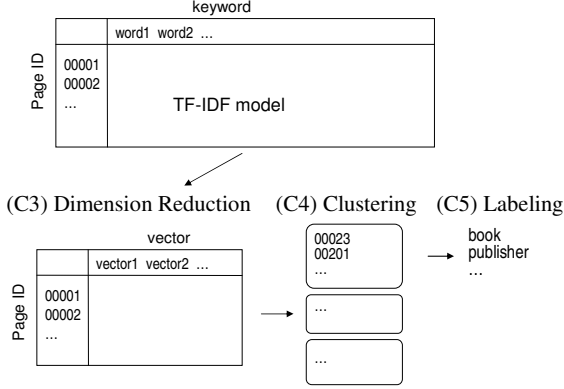 keyword
word1 word2 ...
Page ID
00001
00002
...
TF-IDF model
(C3) Dimension Reduction
(C4) Clustering
(C5) Labeling
vector
vector1 vector2 ...
Page ID
00001
00002
...
00023
00201
...
...
...
book
publisher
...